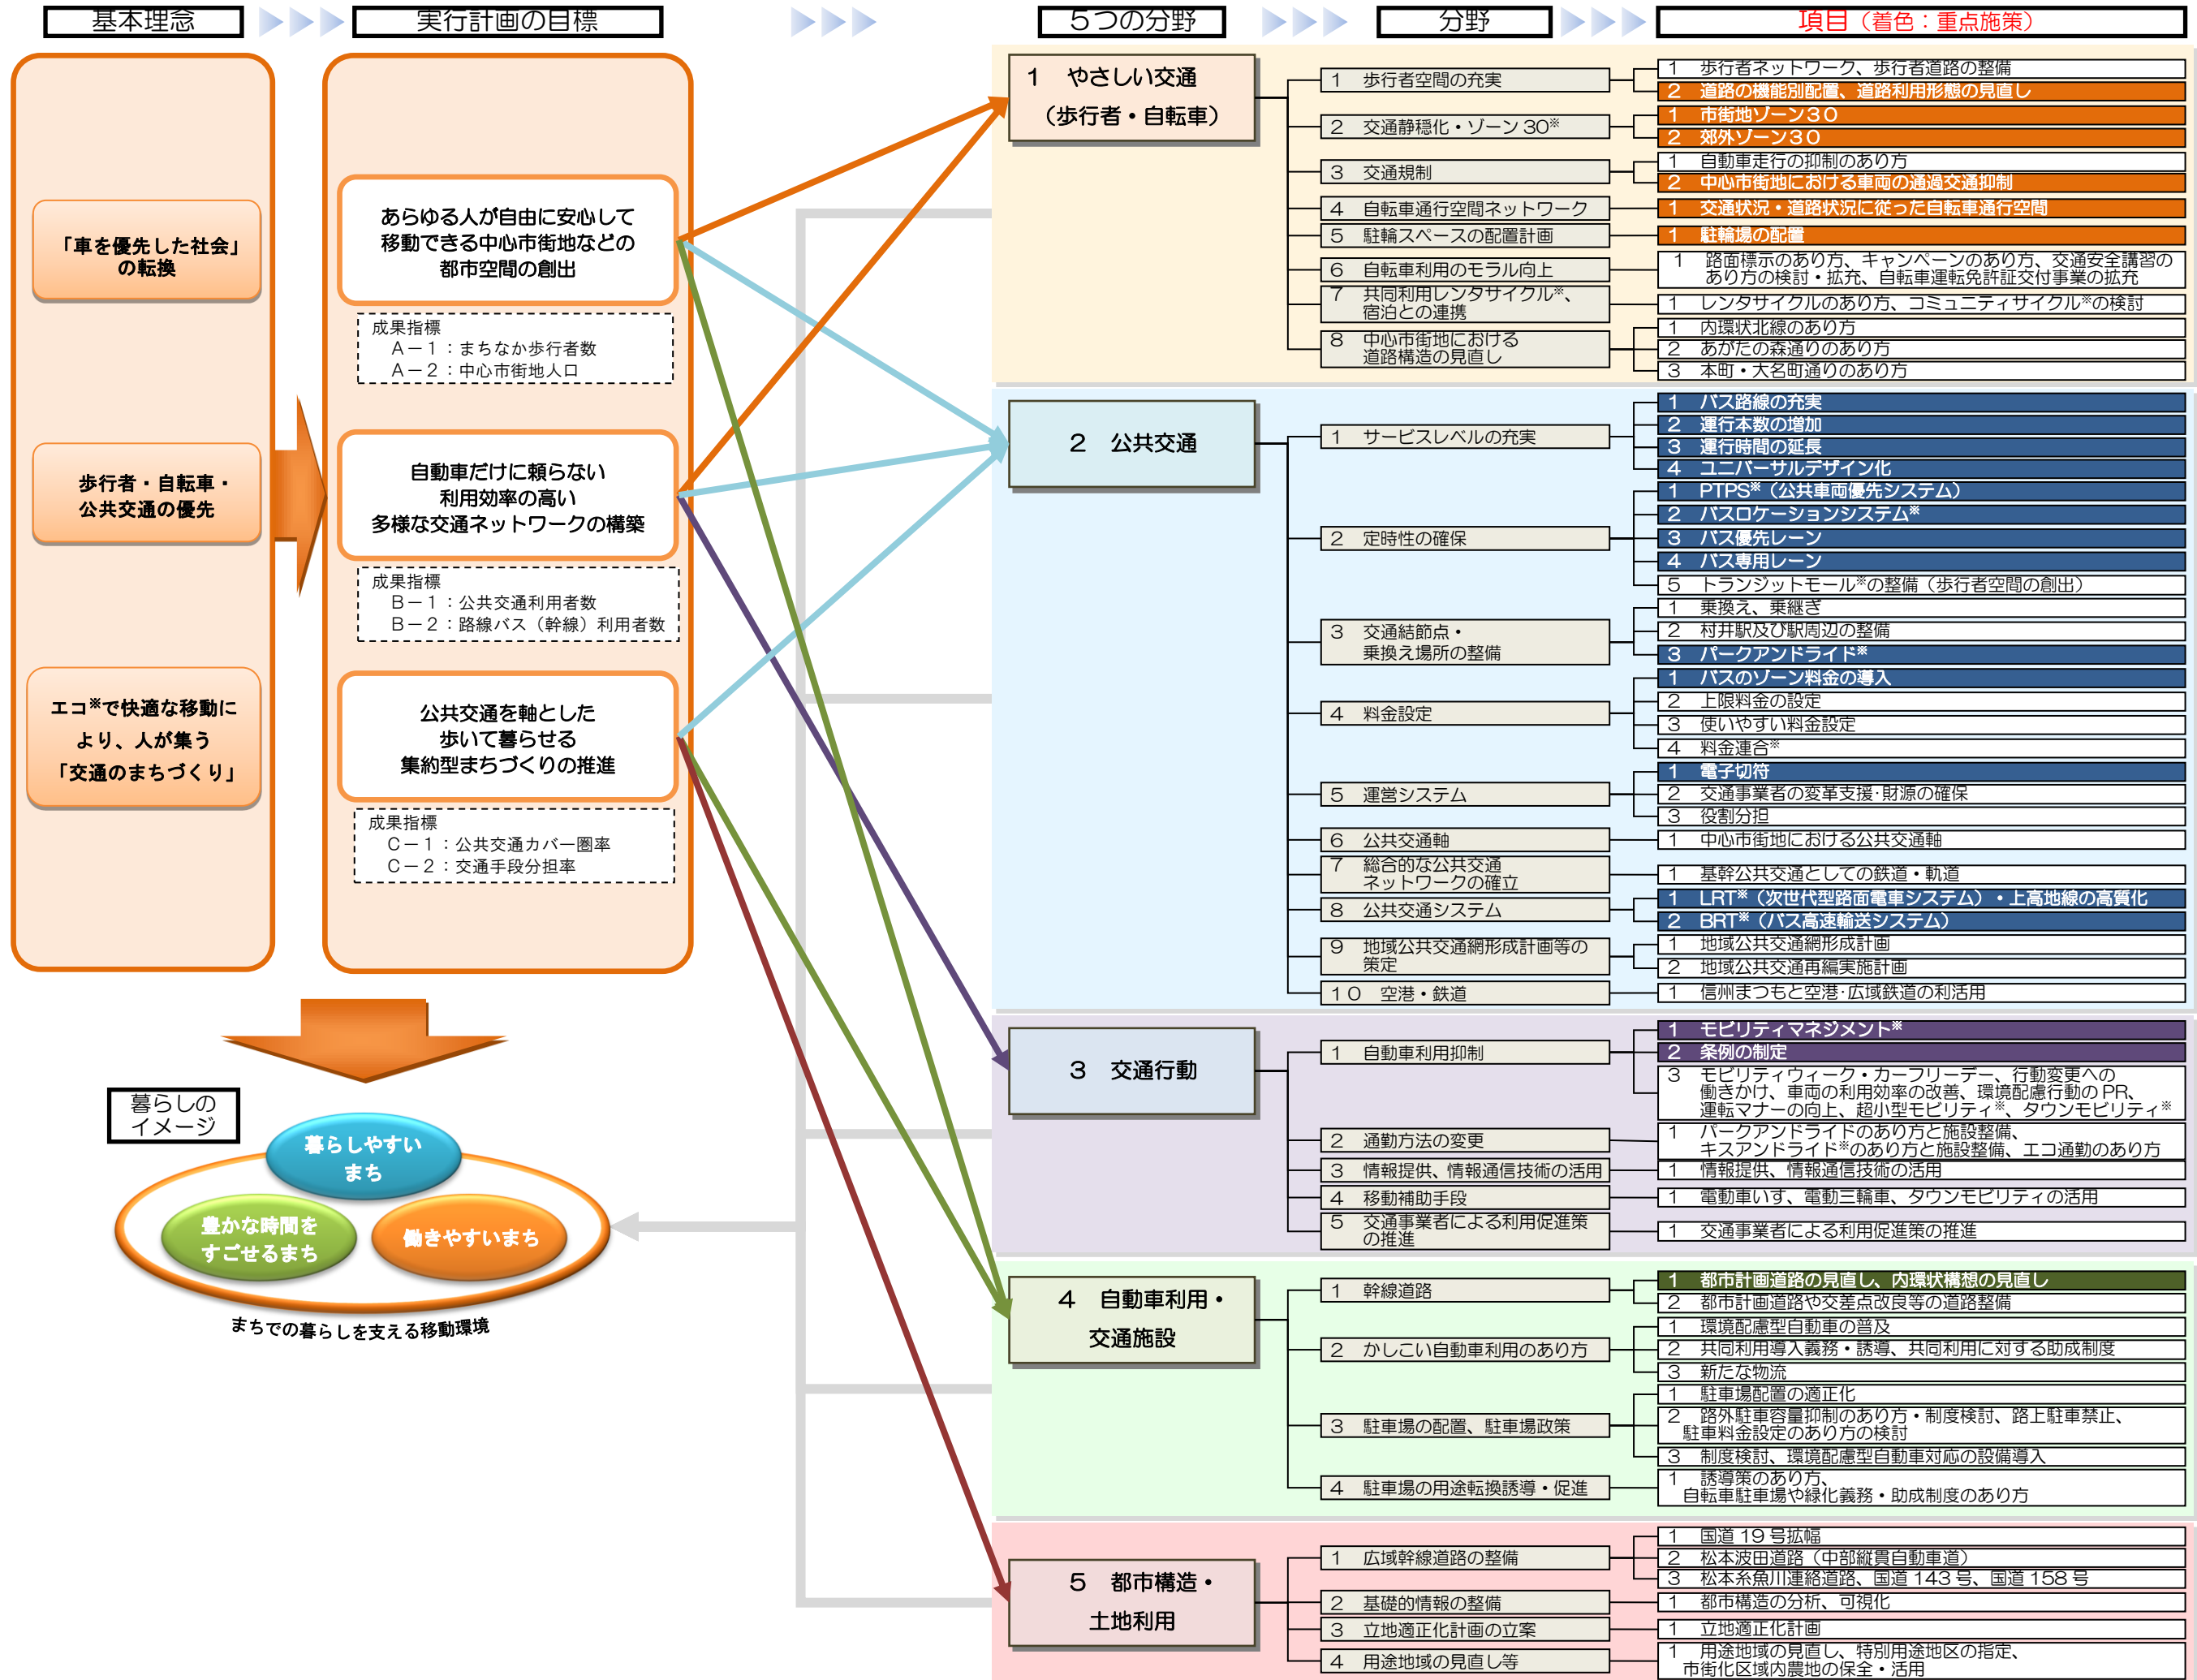 基本理念
実行計画の目標
5つの分野
分野
項目（着色：重点施策）
「車を優先した社会」
の転換
歩行者・自転車・
公共交通の優先
エコ※で快適な移動に
より、人が集う
「交通のまちづくり」
あらゆる人が自由に安心して
移動できる中心市街地などの
都市空間の創出
成果指標
A－1：まちなか歩行者数
A－2：中心市街地人口
自動車だけに頼らない
利用効率の高い
多様な交通ネットワークの構築
成果指標
B－1：公共交通利用者数
B－2：路線バス（幹線）利用者数
公共交通を軸とした
歩いて暮らせる
集約型まちづくりの推進
成果指標
C－1：公共交通カバー圏率
C－2：交通手段分担率
暮らしの
イメージ
暮らしやすい
まち
豊かな時間を
すごせるまち
働きやすいまち
まちでの暮らしを支える移動環境
1 やさしい交通
（歩行者・自転車）
1 歩行者空間の充実
1 歩行者ネットワーク、歩行者道路の整備
2 道路の機能別配置、道路利用形態の見直し
2 交通静穏化・ゾーン30※
1 市街地ゾーン30
2 郊外ゾーン30
3 交通規制
1 自動車走行の抑制のあり方
2 中心市街地における車両の通過交通抑制
4 自転車通行空間ネットワーク
1 交通状況・道路状況に従った自転車通行空間
5 駐輪スペースの配置計画
1 駐輪場の配置
6 自転車利用のモラル向上
1 路面標示のあり方、キャンペーンのあり方、交通安全講習の
あり方の検討・拡充、自転車運転免許証交付事業の拡充
7 共同利用レンタサイクル※、
宿泊との連携
1 レンタサイクルのあり方、コミュニティサイクル※の検討
8 中心市街地における
道路構造の見直し
1 内環状北線のあり方
2 あがたの森通りのあり方
3 本町・大名町通りのあり方
2 公共交通
1 サービスレベルの充実
1 バス路線の充実
2 運行本数の増加
3 運行時間の延長
4 ユニバーサルデザイン化
2 定時性の確保
1 PTPS※（公共車両優先システム）
2 バスロケーションシステム※
3 バス優先レーン
4 バス専用レーン
5 トランジットモール※の整備（歩行者空間の創出）
3 交通結節点・
乗換え場所の整備
1 乗換え、乗継ぎ
2 村井駅及び駅周辺の整備
3 パークアンドライド※
4 料金設定
1 バスのゾーン料金の導入
2 上限料金の設定
3 使いやすい料金設定
4 料金連合※
5 運営システム
1 電子切符
2 交通事業者の変革支援･財源の確保
3 役割分担
6 公共交通軸
1 中心市街地における公共交通軸
7 総合的な公共交通
ネットワークの確立
1 基幹公共交通としての鉄道・軌道
8 公共交通システム
1 LRT※（次世代型路面電車システム）・上高地線の高質化
2 BRT※（バス高速輸送システム）
9 地域公共交通網形成計画等の
策定
1 地域公共交通網形成計画
2 地域公共交通再編実施計画
10 空港・鉄道
1 信州まつもと空港･広域鉄道の利活用
3 交通行動
1 自動車利用抑制
1 モビリティマネジメント※
2 条例の制定
3 モビリティウィーク・カーフリーデー、行動変更への
働きかけ、車両の利用効率の改善、環境配慮行動のPR、
運転マナーの向上、超小型モビリティ※、タウンモビリティ※
2 通勤方法の変更
1 パークアンドライドのあり方と施設整備、
キスアンドライド※のあり方と施設整備、エコ通勤のあり方
3 情報提供、情報通信技術の活用
1 情報提供、情報通信技術の活用
4 移動補助手段
1 電動車いす、電動三輪車、タウンモビリティの活用
5 交通事業者による利用促進策
の推進
1 交通事業者による利用促進策の推進
4 自動車利用・
交通施設
1 幹線道路
1 都市計画道路の見直し、内環状構想の見直し
2 都市計画道路や交差点改良等の道路整備
2 かしこい自動車利用のあり方
1 環境配慮型自動車の普及
2 共同利用導入義務・誘導、共同利用に対する助成制度
3 新たな物流
3 駐車場の配置、駐車場政策
1 駐車場配置の適正化
2 路外駐車容量抑制のあり方・制度検討、路上駐車禁止、
駐車料金設定のあり方の検討
3 制度検討、環境配慮型自動車対応の設備導入
4 駐車場の用途転換誘導・促進
1 誘導策のあり方、
自転車駐車場や緑化義務・助成制度のあり方
5 都市構造・
土地利用
1 広域幹線道路の整備
1 国道19号拡幅
2 松本波田道路（中部縦貫自動車道）
3 松本糸魚川連絡道路、国道143号、国道158号
2 基礎的情報の整備
1 都市構造の分析、可視化
3 立地適正化計画の立案
1 立地適正化計画
4 用途地域の見直し等
1 用途地域の見直し、特別用途地区の指定、
市街化区域内農地の保全・活用